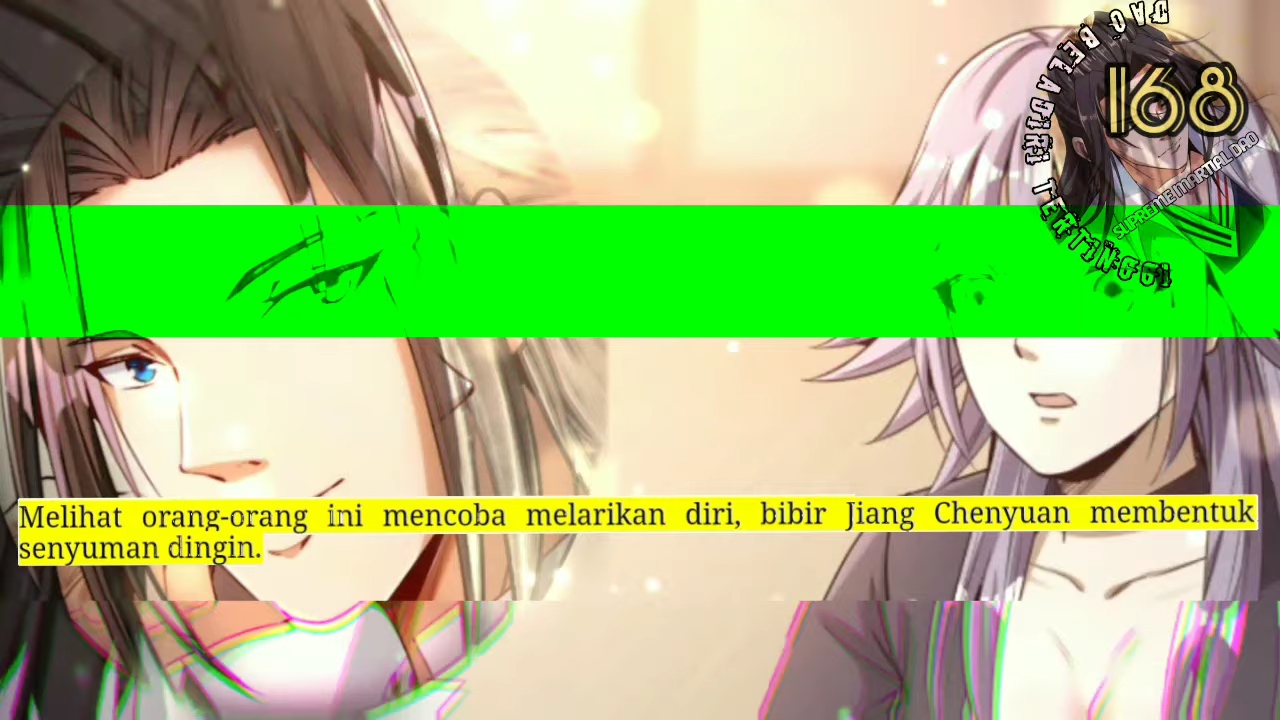 DAO BELADIRI TERTINGGI
168
SUPREME MARTIAL DAO
Melihat orang-orang ini mencoba melarikan diri, bibir Jiang Chenyuan membentuk
senyuman dingin.